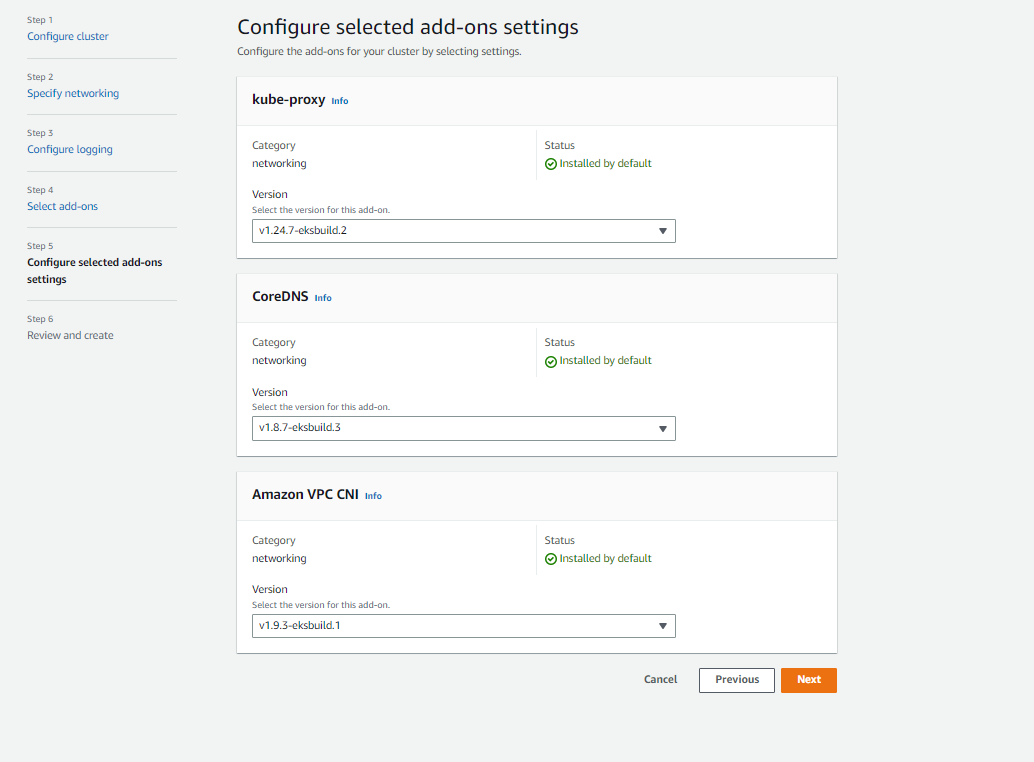 Step 1
Configure cluster
Step 2
Specify networking
Step 3
Configure logging
Step 4
Select add-ons
Step 5
Configure selected add-ons
settings
Step 6
Review and create
Configure selected add-ons settings
Configure the add-ons for your cluster by selecting settings.
kube-proxy Info
Category
networking
Status
Installed by default
Version
Select the version for this add-on.
v1.24.7-eksbuild.2
CoreDNS Info
Category
networking
Status
Installed by default
Version
Select the version for this add-on.
v1.8.7-eksbuild.3
Amazon VPC CNI Info
Category
networking
Status
Installed by default
Version
Select the version for this add-on.
v1.9.3-eksbuild.1
Cancel Previous Next